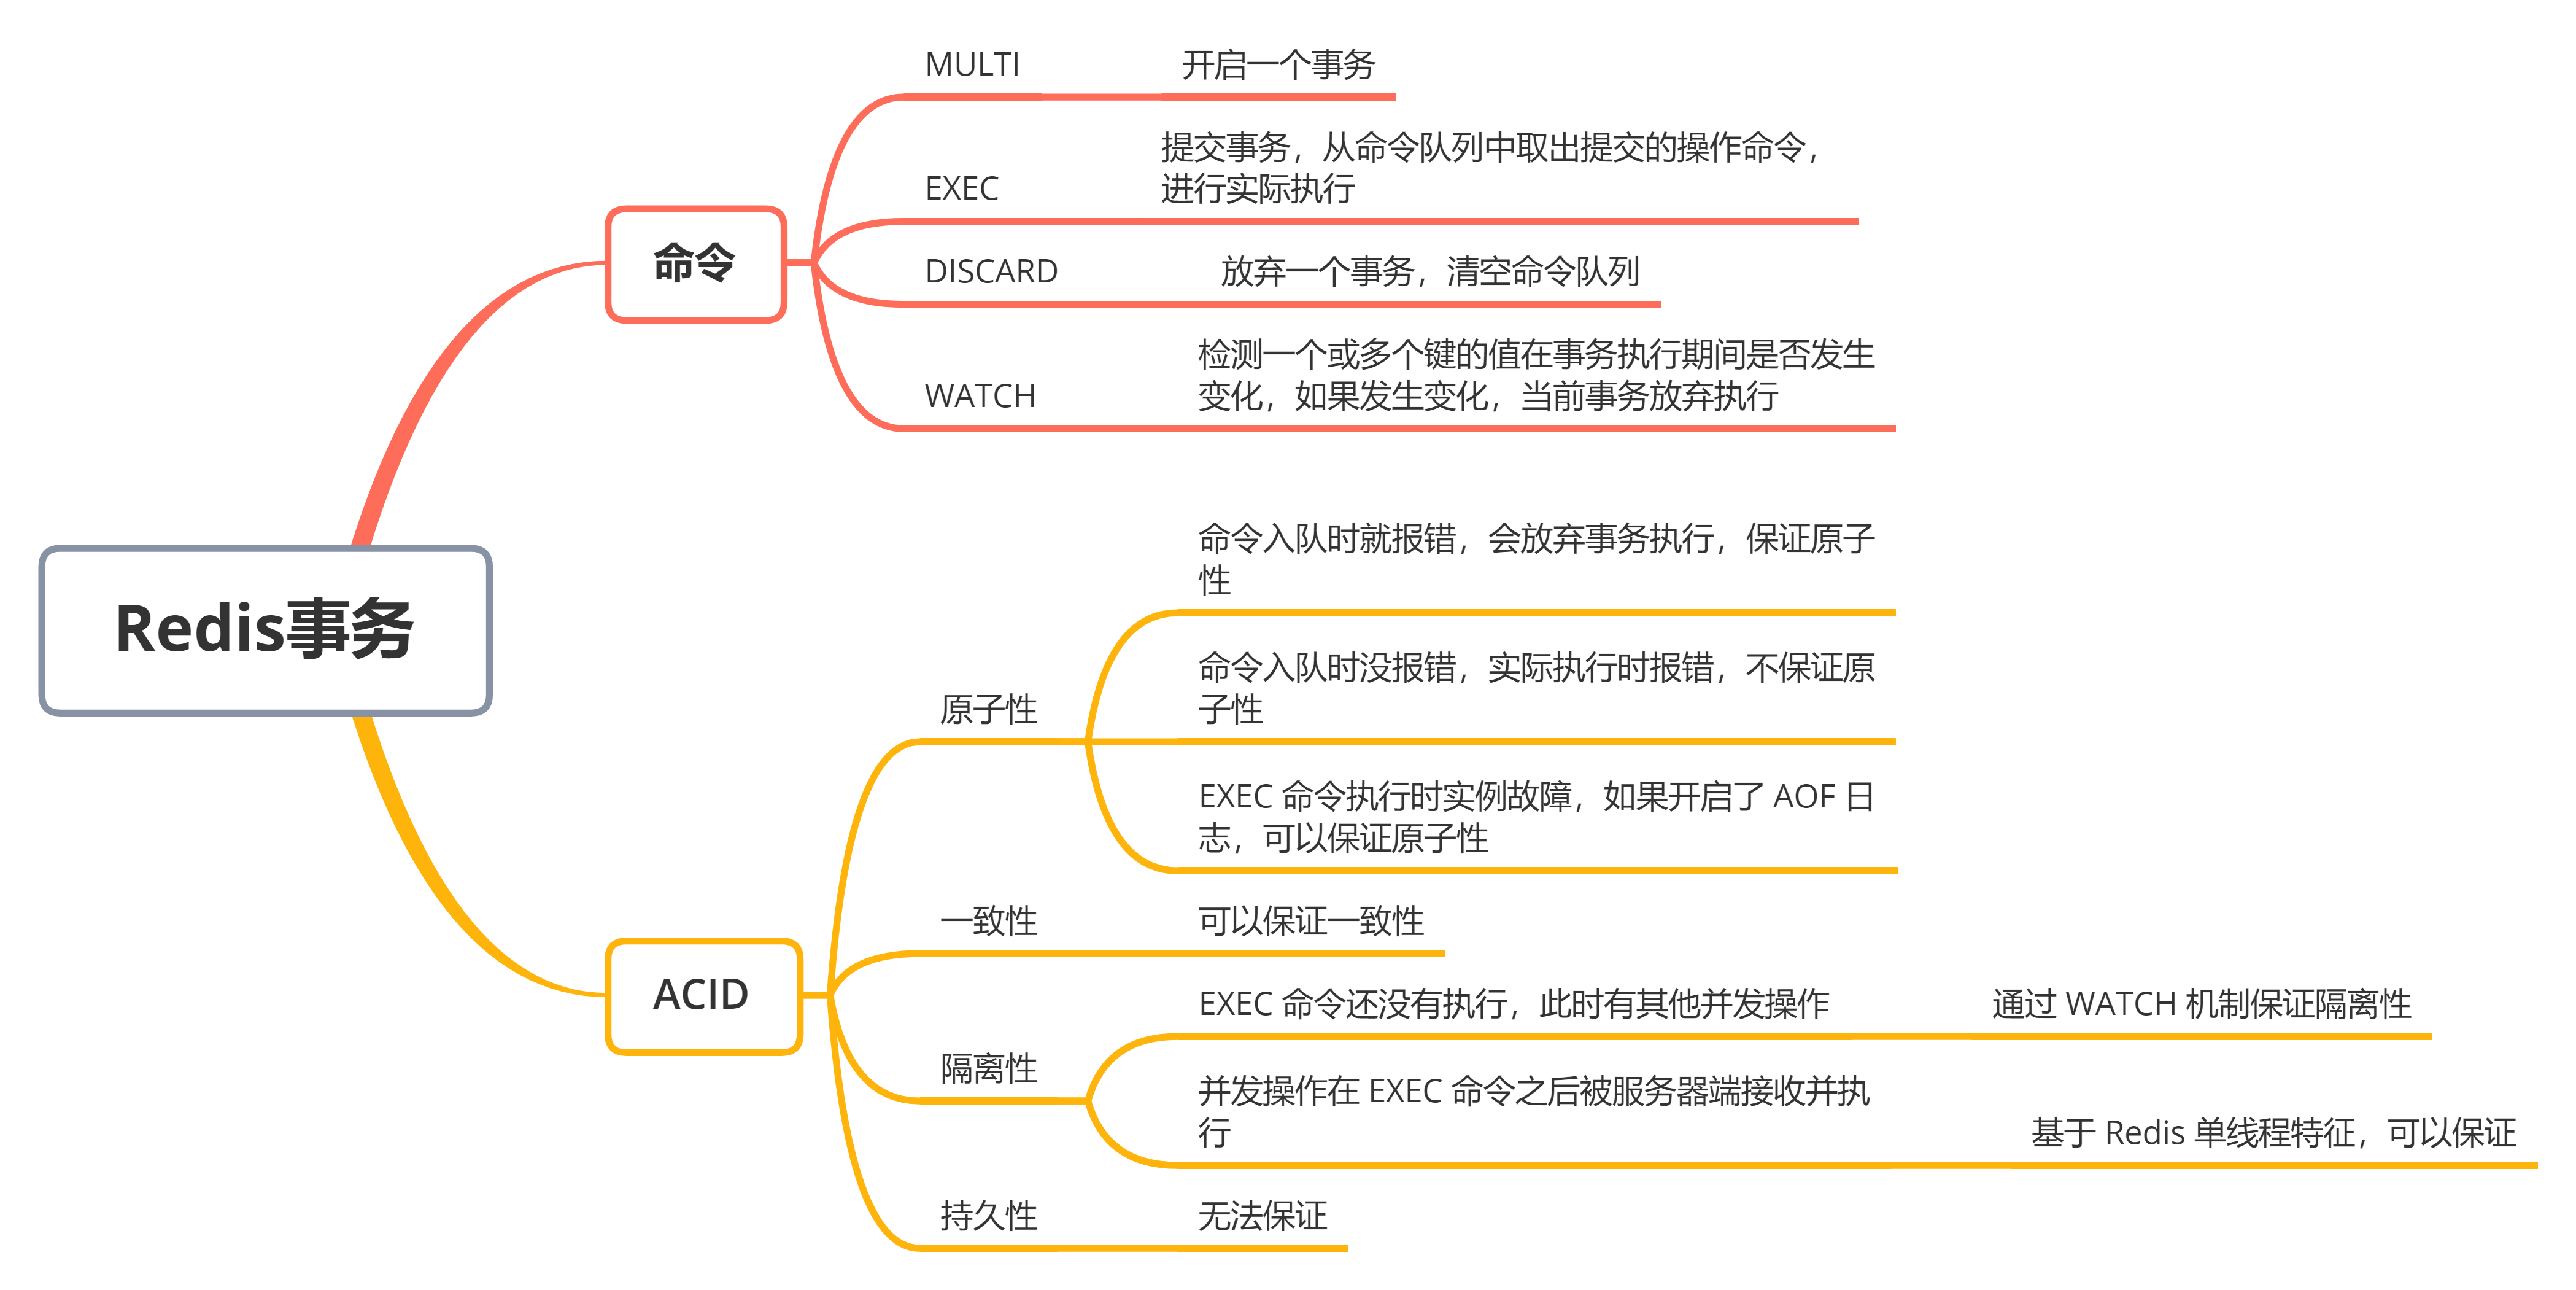 Redis事务
命令
MULTI
开启一个事务
EXEC
提交事务，从命令队列中取出提交的操作命令，
进行实际执行
DISCARD
放弃一个事务，清空命令队列
WATCH
检测一个或多个键的值在事务执行期间是否发生
变化，如果发生变化，当前事务放弃执行
ACID
原子性
命令入队时就报错，会放弃事务执行，保证原子
性
命令入队时没报错，实际执行时报错，不保证原
子性
EXEC 命令执行时实例故障，如果开启了 AOF 日
志，可以保证原子性
一致性
可以保证一致性
隔离性
EXEC 命令还没有执行，此时有其他并发操作
通过 WATCH 机制保证隔离性
并发操作在 EXEC 命令之后被服务器端接收并执
行
基于 Redis 单线程特征，可以保证
持久性
无法保证